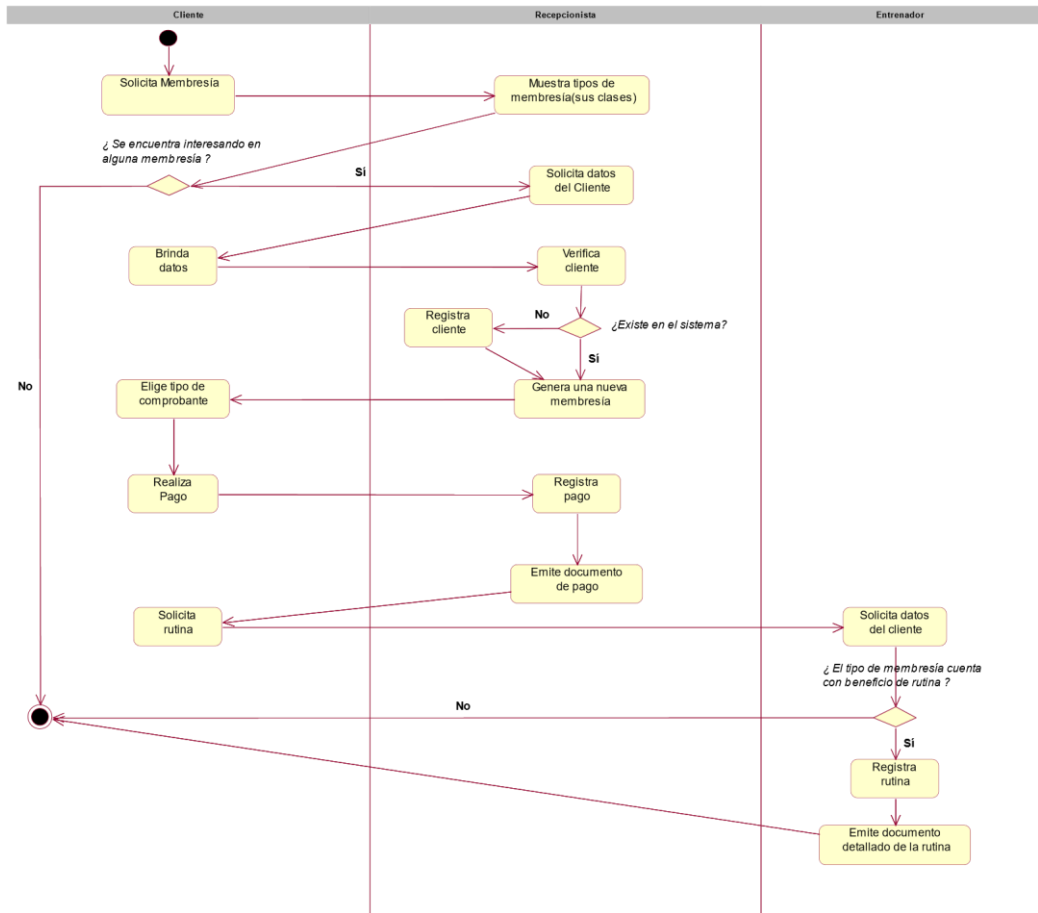 Cliente
Recepcionista
Entrenador
Solicita Membresía
Muestra tipos de
membresía(sus clases)
¿ Se encuentra interesando en
alguna membresía ?
Sí
Solicita datos
del Cliente
Brinda
datos
Verifica
cliente
Registra
cliente
No
¿Existe en el sistema?
Sí
No
Elige tipo de
comprobante
Genera una nueva
membresía
Realiza
Pago
Registra
pago
Emite documento
de pago
Solicita
rutina
Solicita datos
del cliente
¿ El tipo de membresía cuenta
con beneficio de rutina ?
No
Sí
Registra
rutina
Emite documento
detallado de la rutina